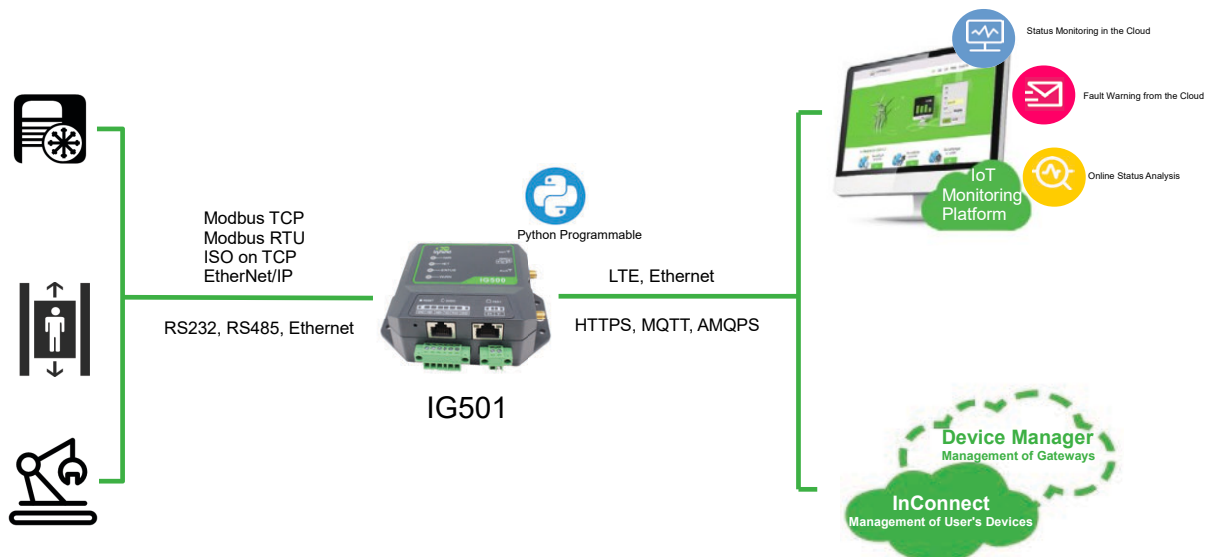 Status Monitoring in the Cloud
Fault Warning from the Cloud
Online Status Analysis
IoT
Monitoring
Platform
Modbus TCP
Modbus RTU
ISO on TCP
EtherNet/IP
RS232, RS485, Ethernet
Python Programmable
IG500
IG501
LTE, Ethernet
HTTPS, MQTT, AMQPS
Device Manager
Management of Gateways
InConnect
Management of User's Devices